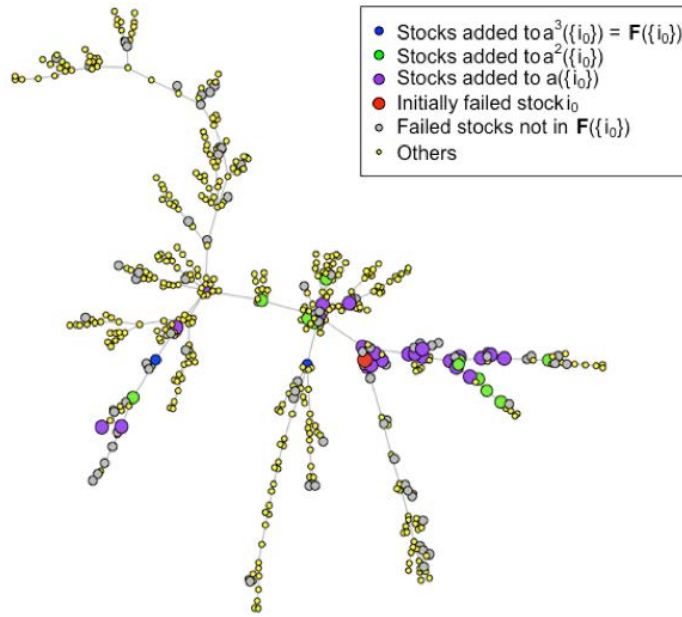 Stocks added to a³({i₀}) = F({i₀})
Stocks added to a²({i₀})
Stocks added to a({i₀})
Initially failed stock i₀
Failed stocks not in F({i₀})
Others